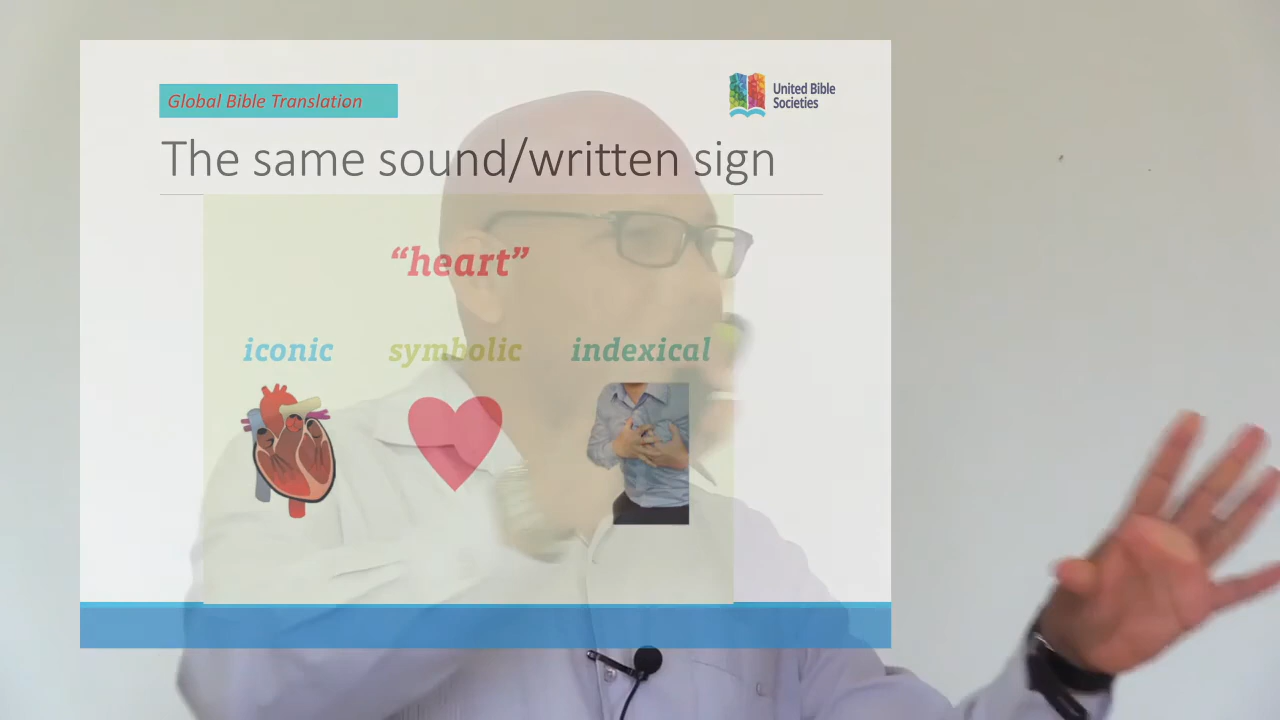 Global Bible Translation
United Bible
Societies
The same sound/written sign
“heart”
iconic symbolic indexical